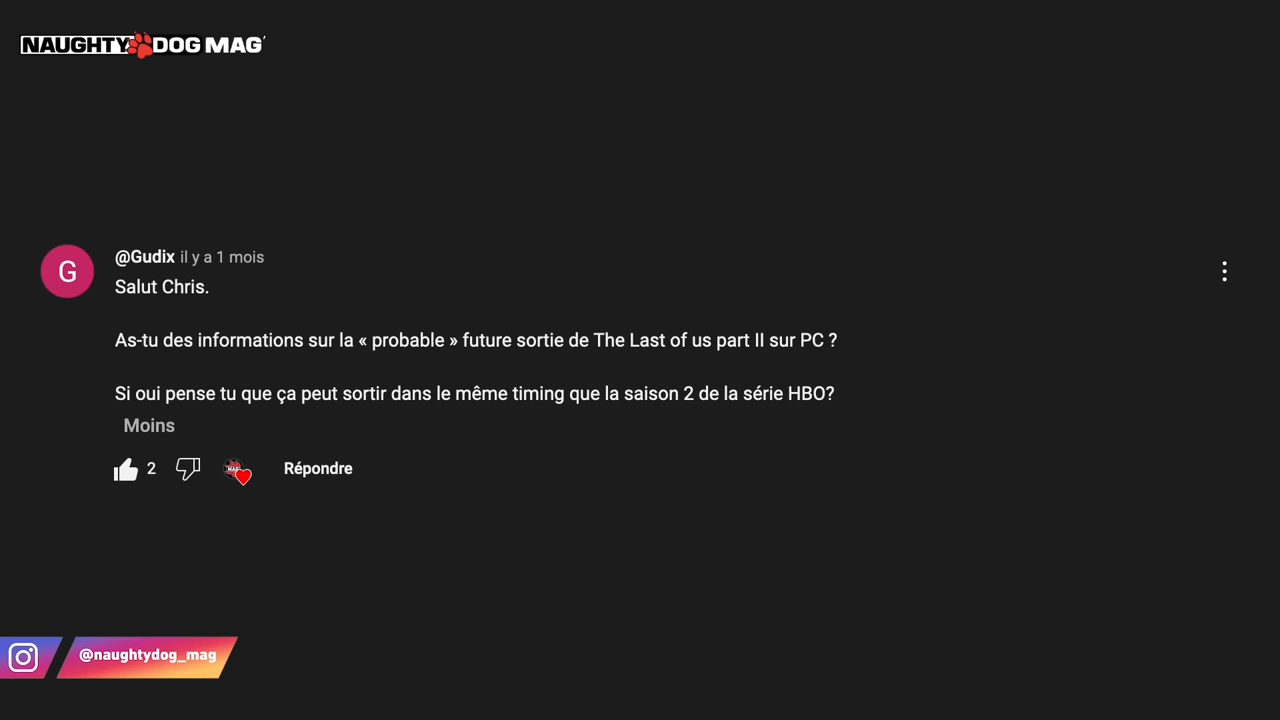 NAUGHTY DOG MAG'
G
@Gudix il y a 1 mois
Salut Chris.
As-tu des informations sur la « probable » future sortie de The Last of us part II sur PC ?
Si oui pense tu que ça peut sortir dans le même timing que la saison 2 de la série HBO?
Moins
2
Répondre
@naughtydog_mag